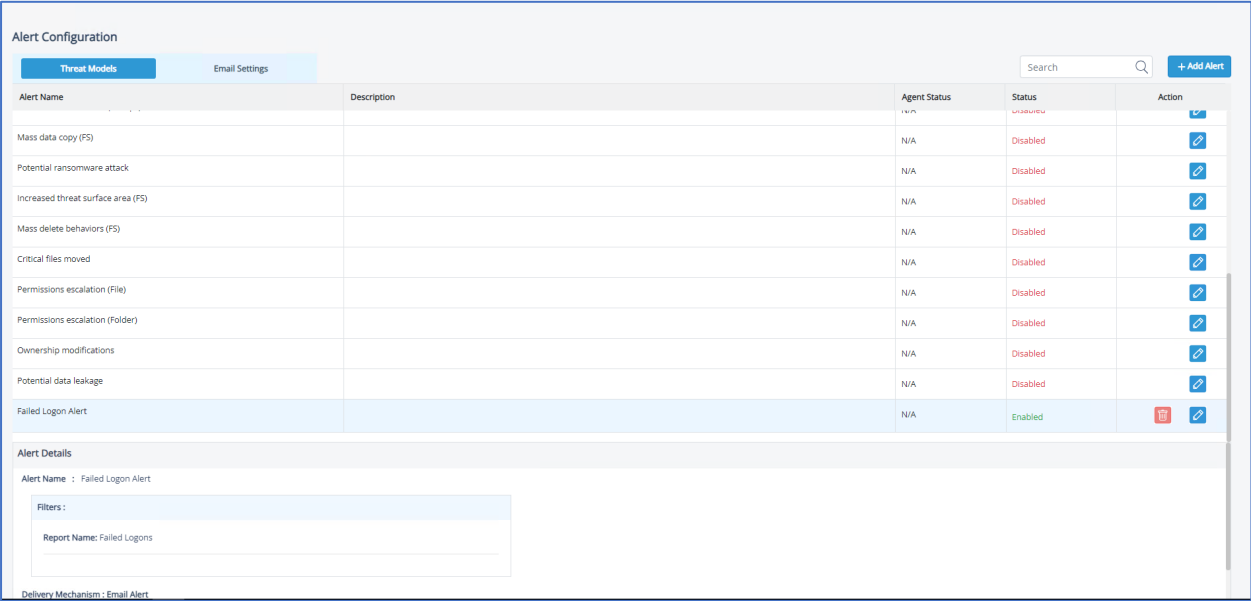 Alert Configuration
Threat Models Email Settings Search + Add Alert
Alert Name Description Agent Status Status Action
N/A Disabled
Mass data copy (FS) N/A Disabled
Potential ransomware attack N/A Disabled
Increased threat surface area (FS) N/A Disabled
Mass delete behaviors (FS) N/A Disabled
Critical files moved N/A Disabled
Permissions escalation (File) N/A Disabled
Permissions escalation (Folder) N/A Disabled
Ownership modifications N/A Disabled
Potential data leakage N/A Disabled
Failed Logon Alert N/A Enabled
Alert Details
Alert Name : Failed Logon Alert
Filters :
Report Name: Failed Logons
Delivery Mechanism : Email Alert